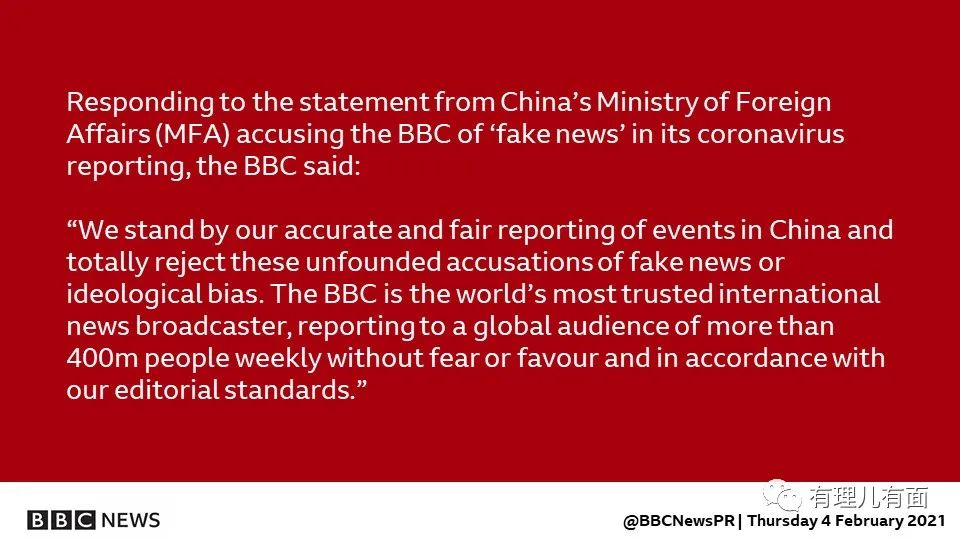 Responding to the statement from China’s Ministry of Foreign
Affairs (MFA) accusing the BBC of ‘fake news’ in its coronavirus
reporting, the BBC said:
“We stand by our accurate and fair reporting of events in China and
totally reject these unfounded accusations of fake news or
ideological bias. The BBC is the world’s most trusted international
news broadcaster, reporting to a global audience of more than
400m people weekly without fear or favour and in accordance with
our editorial standards.”
有理儿有面
BBC NEWS
@BBCNewsPR | Thursday 4 February 2021